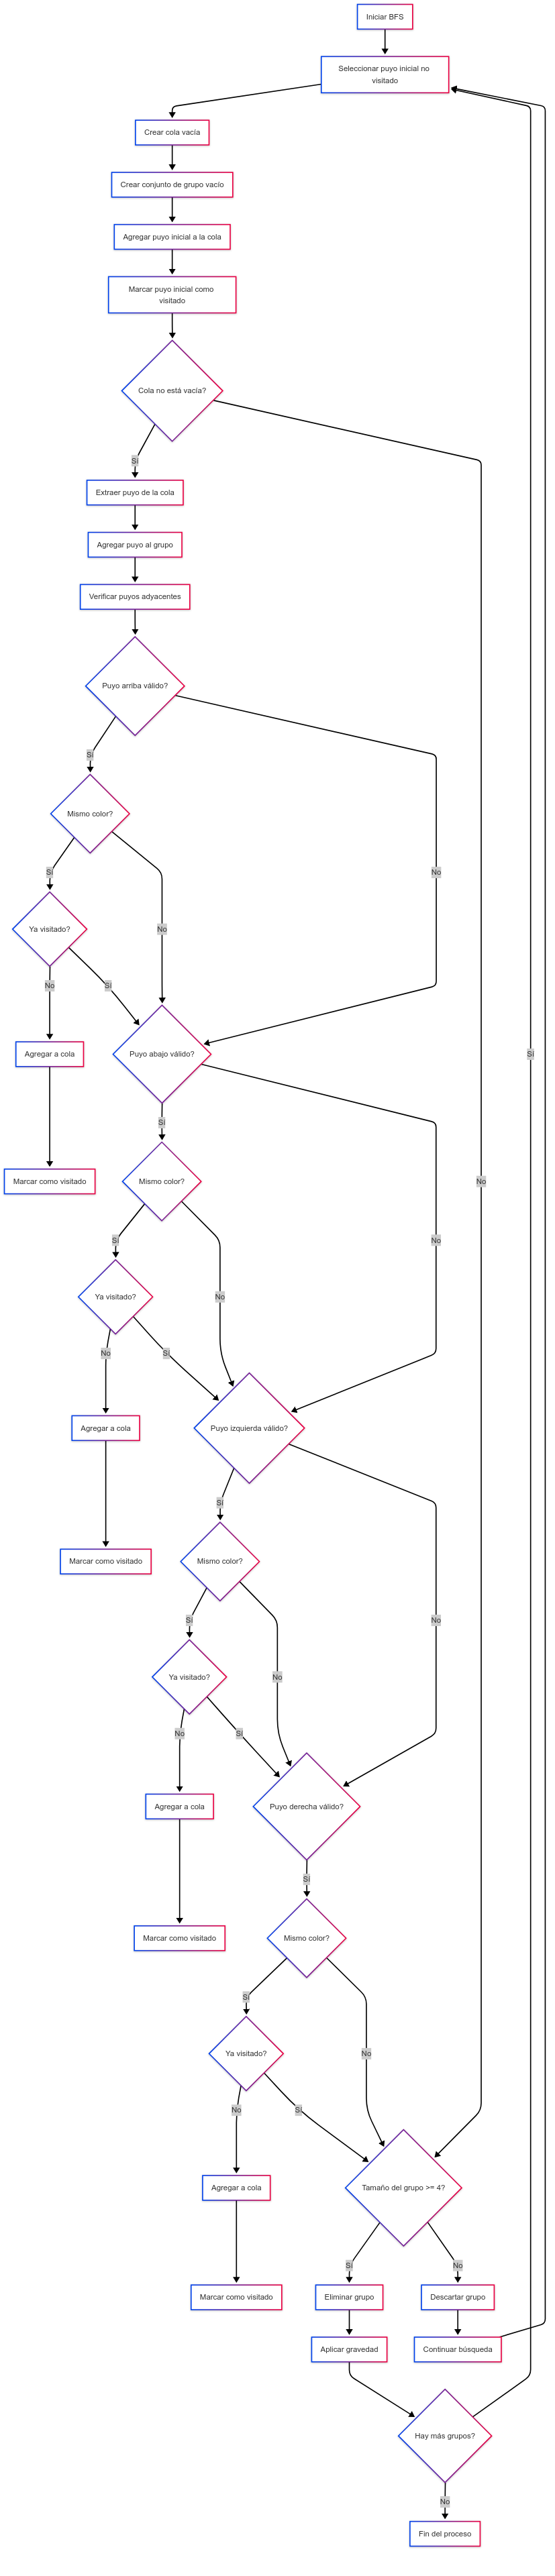 Iniciar BFS
Seleccionar puyo inicial no
visitado
Crear cola vacía
Crear conjunto de grupo vacío
Agregar puyo inicial a la cola
Marcar puyo inicial como
visitado
Cola no está vacía?
Sí
Extraer puyo de la cola
Agregar puyo al grupo
Verificar puyos adyacentes
Puyo arriba válido?
Sí
Mismo color?
Sí
No
Ya visitado?
No
No
Sí
Agregar a cola
Puyo abajo válido?
Sí
Sí
Marcar como visitado
Mismo color?
No
Sí
No
Ya visitado?
No
No
Sí
Agregar a cola
Puyo izquierda válido?
Sí
Marcar como visitado
Mismo color?
Sí
No
Ya visitado?
No
No
Sí
Agregar a cola
Puyo derecha válido?
Sí
Marcar como visitado
Mismo color?
Sí
Ya visitado?
No
No
Sí
Agregar a cola
Tamaño del grupo >= 4?
Sí
No
Marcar como visitado
Eliminar grupo
Descartar grupo
Aplicar gravedad
Continuar búsqueda
Hay más grupos?
No
Fin del proceso